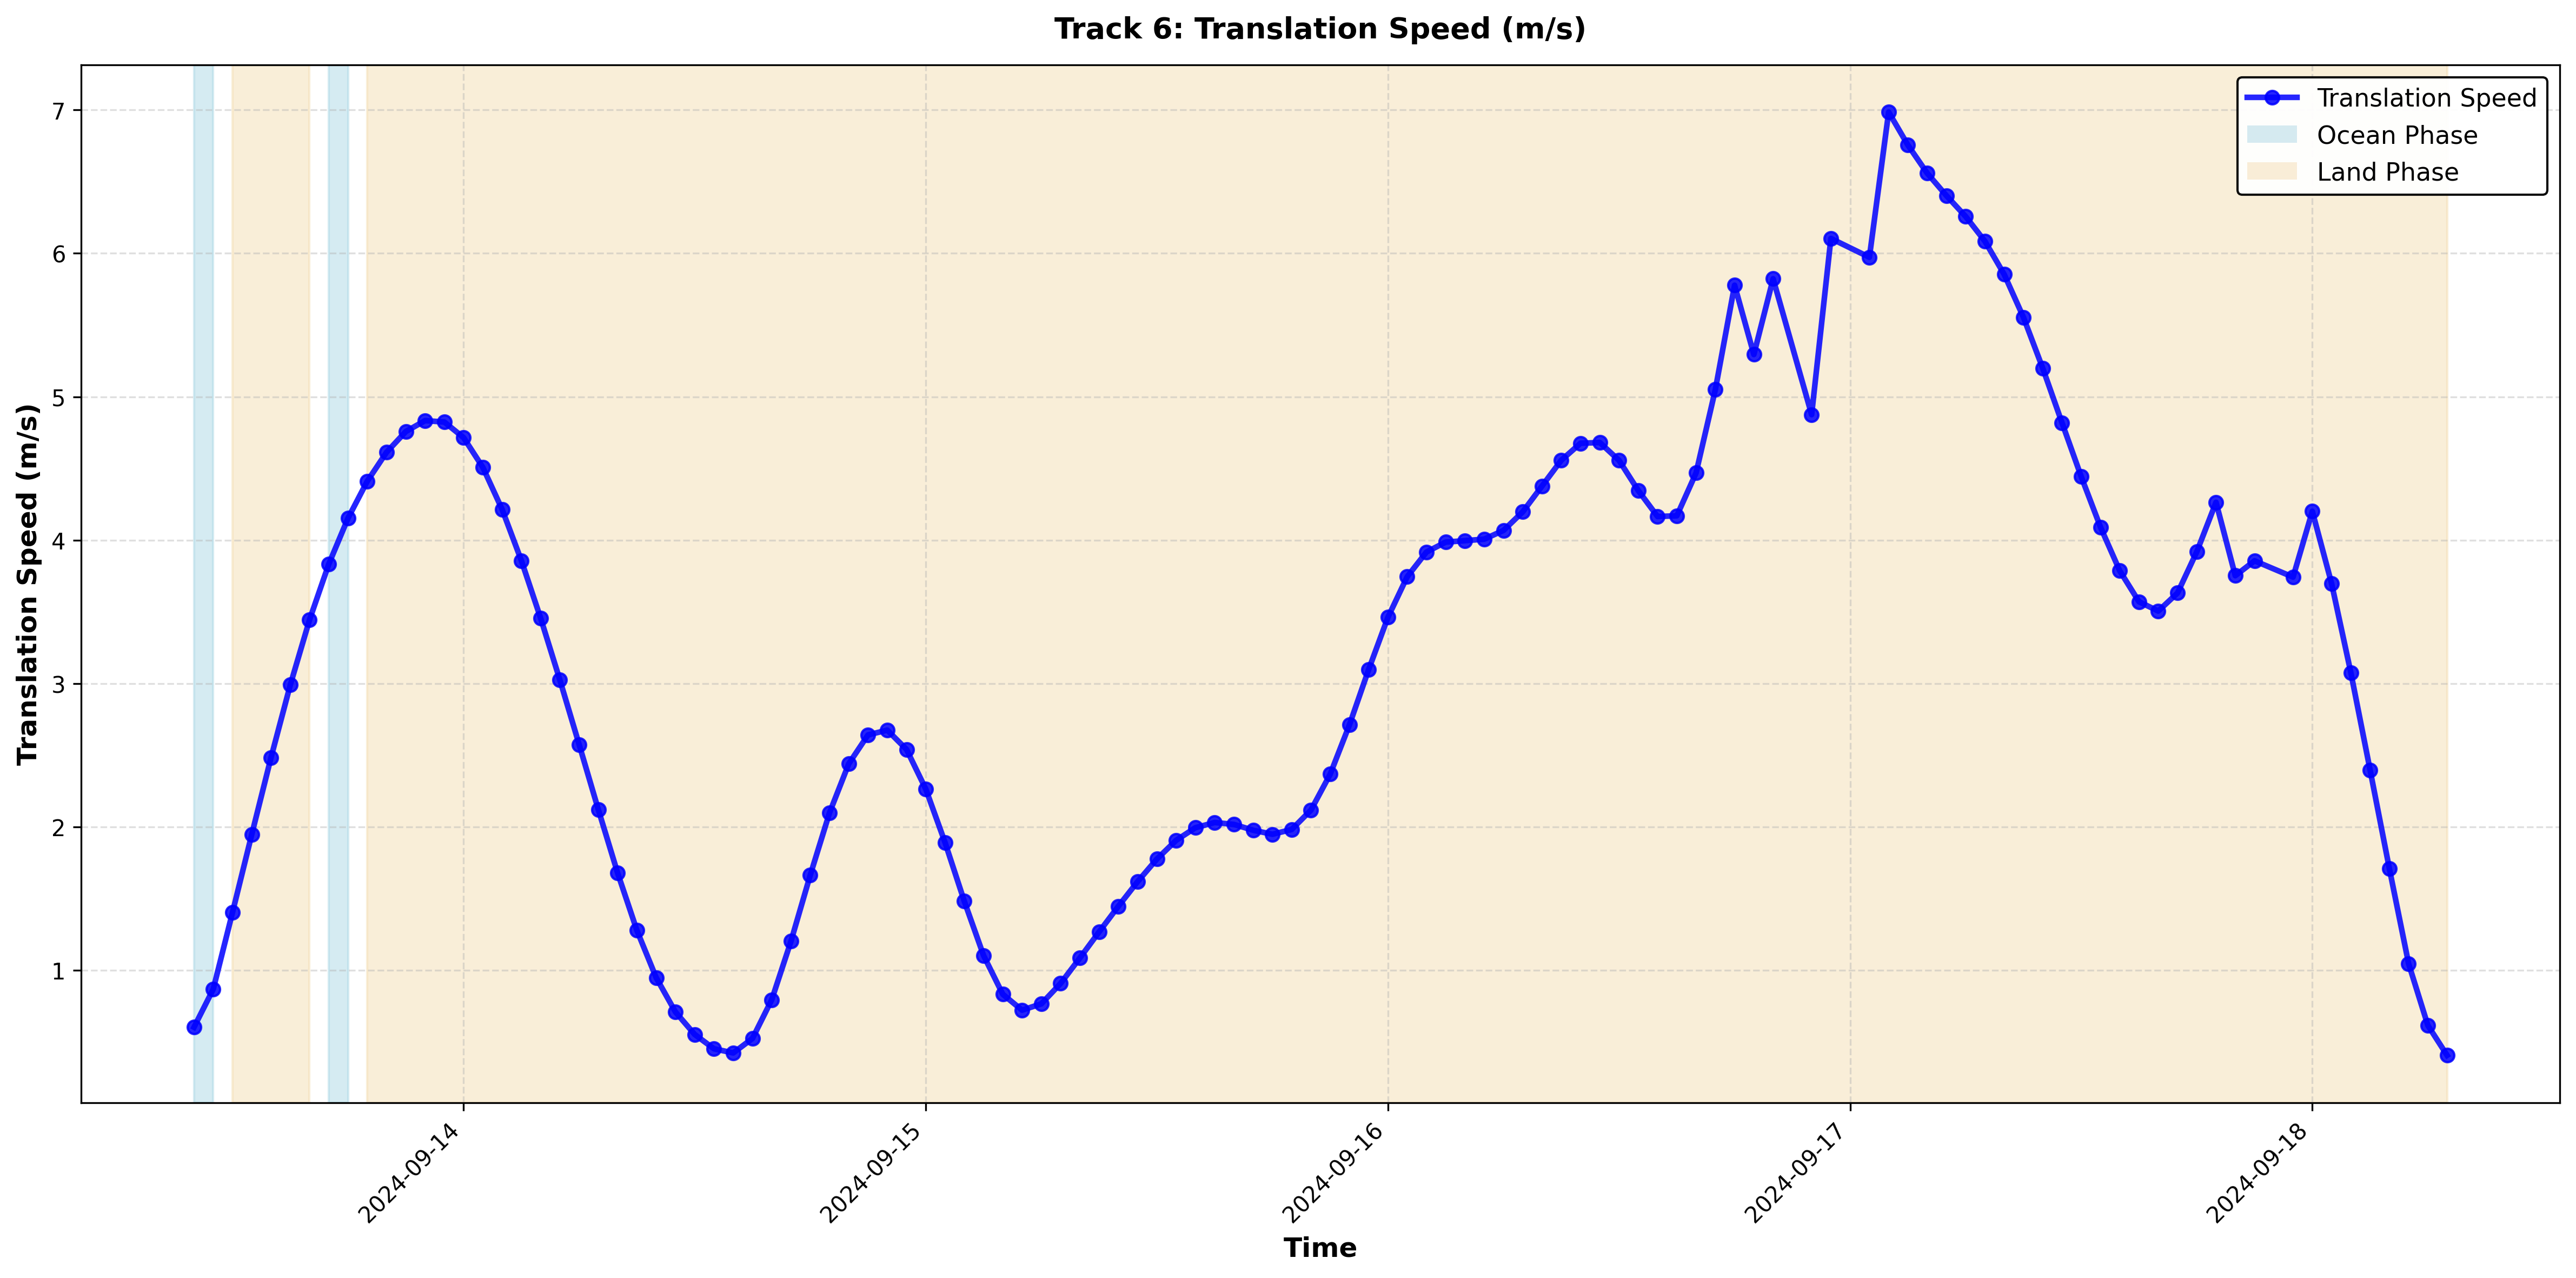 Track 6: Translation Speed (m/s)
Translation Speed
Ocean Phase
Land Phase
Translation Speed (m/s)
7
6
5
4
3
2
1
2024-09-14
2024-09-15
2024-09-16
2024-09-17
2024-09-18
Time